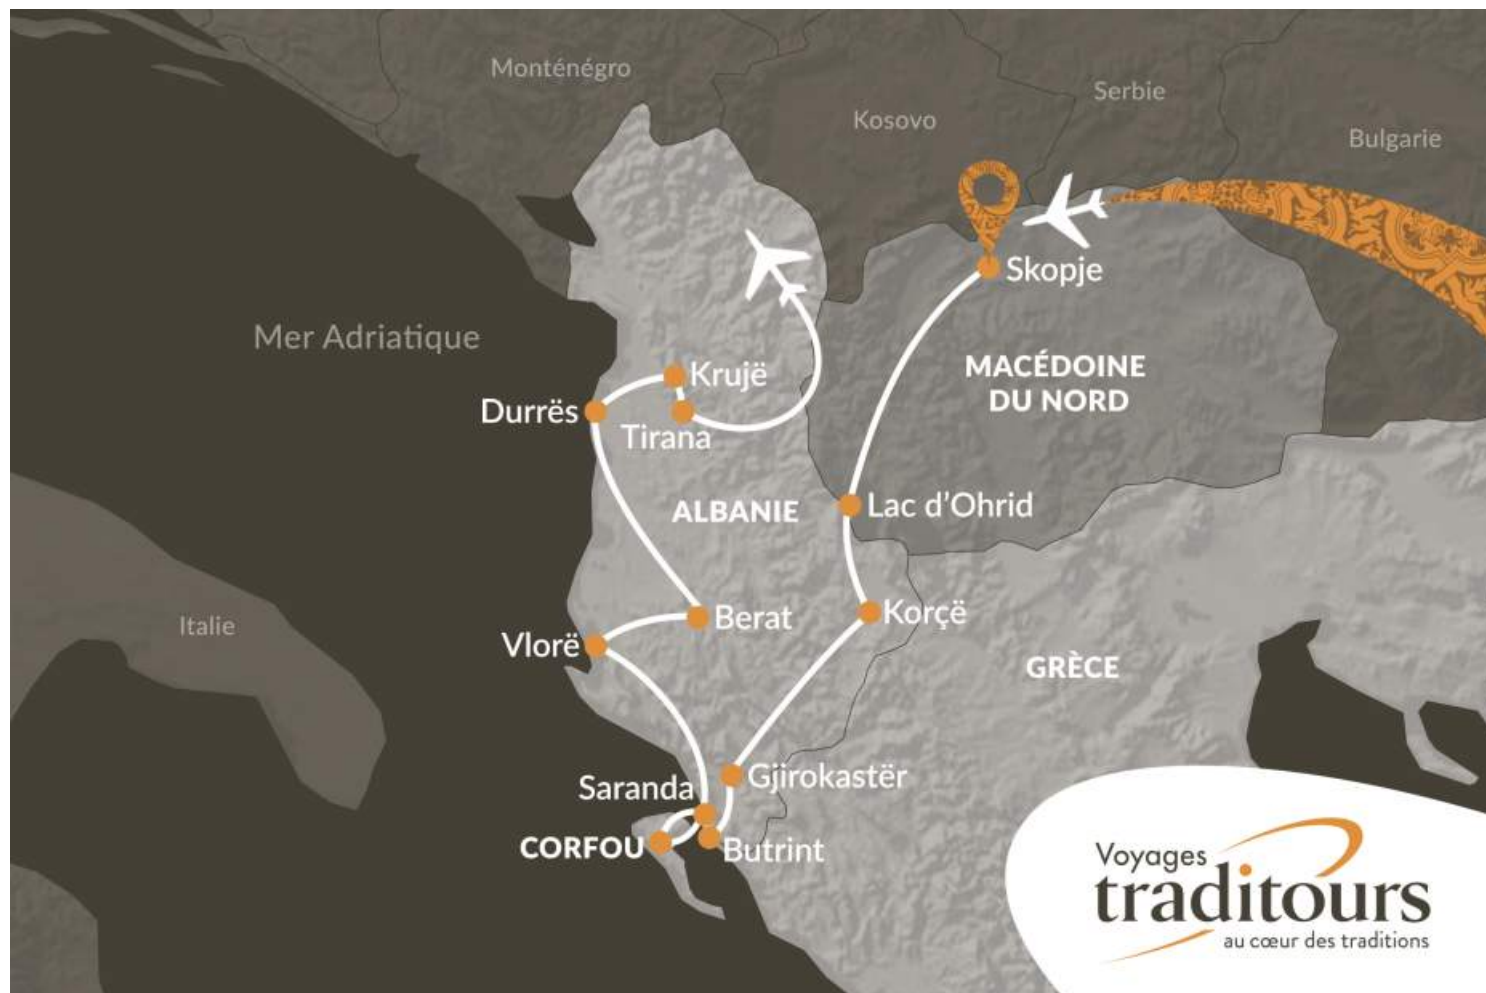 Monténégro
Serbie
Kosovo
Bulgarie
Skopje
Mer Adriatique
MACÉDOINE
DU NORD
Krujë
Durrës
Tirana
ALBANIE
Lac d'Ohrid
Italie
Berat
Korçë
Vlorë
GRÈCE
Gjirokastër
Saranda
CORFOU
Butrint
Voyages
traditours
au cœur des traditions